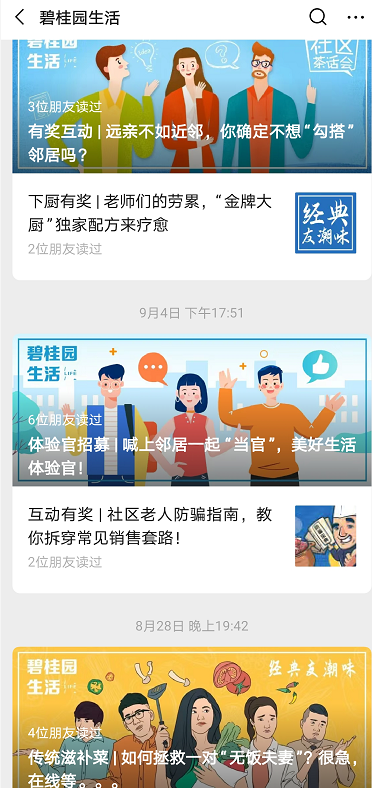 碧桂园生活
碧桂园
生活
社区
茶话会
3位朋友读过
有奖互动 | 远亲不如近邻，你确定不想“勾搭”
邻居吗？
下厨有奖 | 老师们的劳累，“金牌大
厨”独家配方来疗愈
2位朋友读过
经典
友潮味
9月4日 下午17:51
碧桂园
生活 LIFE
6位朋友读过
体验官招募 | 喊上邻居一起“当官”，美好生活
体验官！
互动有奖 | 社区老人防骗指南，教
你拆穿常见销售套路！
2位朋友读过
8月28日 晚上19:42
碧桂园
生活
经典友潮味
4位朋友读过
传统滋补菜 | 如何拯救一对“无饭夫妻”？很急，
在线等。。。